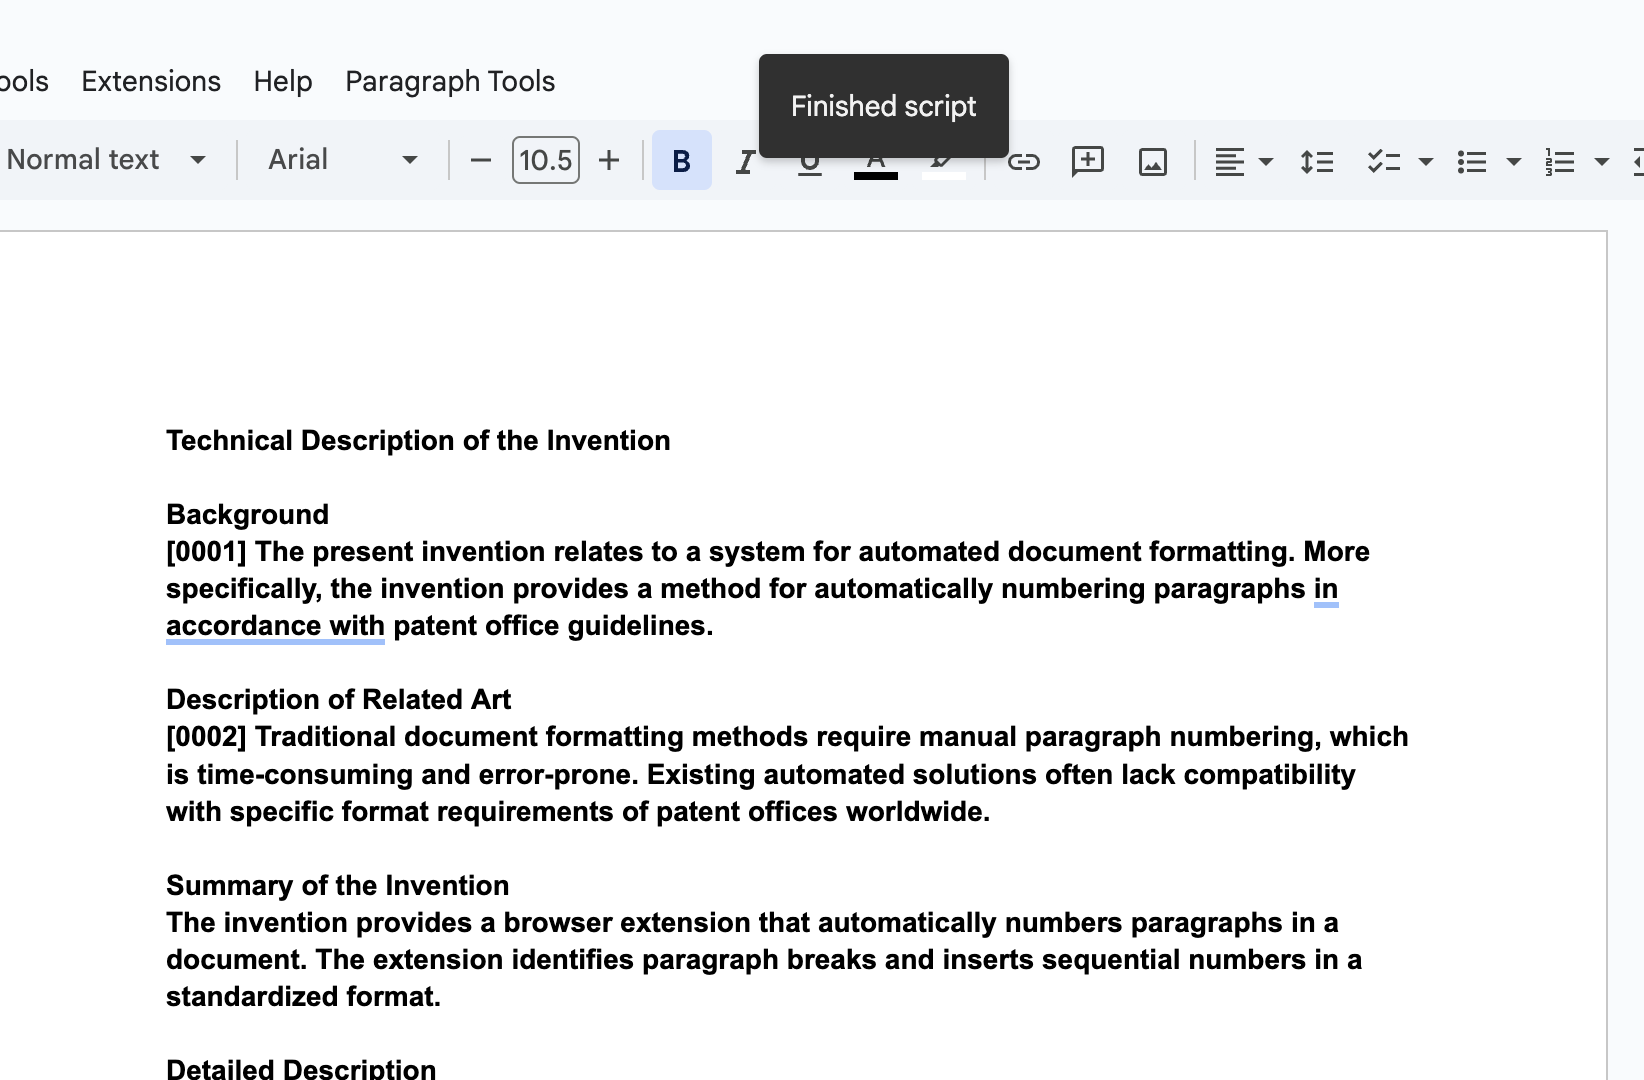 ools Extensions Help Paragraph Tools
Finished script
Normal text Arial 10.5 B I U A
Technical Description of the Invention
Background
[0001] The present invention relates to a system for automated document formatting. More
specifically, the invention provides a method for automatically numbering paragraphs in
accordance with patent office guidelines.
Description of Related Art
[0002] Traditional document formatting methods require manual paragraph numbering, which
is time-consuming and error-prone. Existing automated solutions often lack compatibility
with specific format requirements of patent offices worldwide.
Summary of the Invention
The invention provides a browser extension that automatically numbers paragraphs in a
document. The extension identifies paragraph breaks and inserts sequential numbers in a
standardized format.
Detailed Description